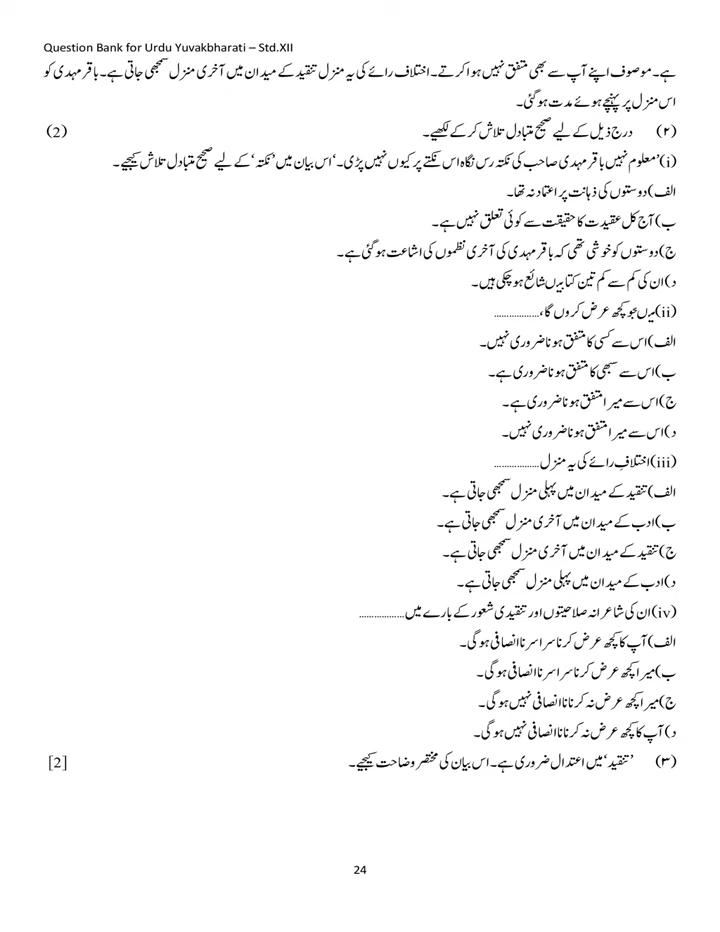 Question Bank for Urdu Yuvakbharati – Std.XII
ہے۔ موصوف اپنے آپ سے بھی متفق نہیں ہوا کرتے۔ اختلاف رائے کی یہ منزل تنقید کے میدان میں آخری منزل سمجھی جاتی ہے۔ باقر مہدی کو
اس منزل پر پہنچے ہوئے مدت ہوگئی۔
(۲) درج ذیل کے لیے صحیح متبادل تلاش کرکے لکھیے۔ (2)
(i) ’معلوم نہیں باقر مہدی صاحب کی نکتہ رس نگاہ اس نکتے پر کیوں نہیں پڑی۔‘ اس بیان میں ’نکتہ‘ کے لیے صحیح متبادل تلاش کیجیے۔
الف) دوستوں کی ذہانت پر اعتماد نہ تھا۔
ب) آج کل عقیدت کا حقیقت سے کوئی تعلق نہیں ہے۔
ج) دوستوں کو خوشی تھی کہ باقر مہدی کی آخری نظموں کی اشاعت ہوگئی ہے۔
د) ان کی کم سے کم تین کتابیں شائع ہوچکی ہیں۔
(ii) میں جو کچھ عرض کروں گا، ..................
الف) اس سے کسی کا متفق ہونا ضروری نہیں۔
ب) اس سے سبھی کا متفق ہونا ضروری ہے۔
ج) اس سے میرا متفق ہونا ضروری ہے۔
د) اس سے میرا متفق ہونا ضروری نہیں۔
(iii) اختلافِ رائے کی یہ منزل ..................
الف) تنقید کے میدان میں پہلی منزل سمجھی جاتی ہے۔
ب) ادب کے میدان میں آخری منزل سمجھی جاتی ہے۔
ج) تنقید کے میدان میں آخری منزل سمجھی جاتی ہے۔
د) ادب کے میدان میں پہلی منزل سمجھی جاتی ہے۔
(iv) ان کی شاعرانہ صلاحیتوں اور تنقیدی شعور کے بارے میں ..................
الف) آپ کا کچھ عرض کرنا سراسر ناانصافی ہوگی۔
ب) میرا کچھ عرض کرنا سراسر ناانصافی ہوگی۔
ج) میرا کچھ عرض نہ کرنا ناانصافی نہیں ہوگی۔
د) آپ کا کچھ عرض نہ کرنا ناانصافی نہیں ہوگی۔
(۳) ’تنقید‘ میں اعتدال ضروری ہے۔ اس بیان کی مختصر وضاحت کیجیے۔ [2]
24